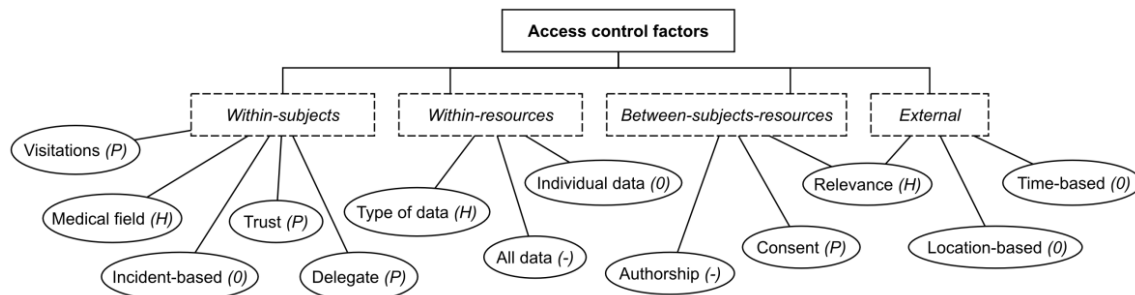 Access control factors
Within-subjects
Within-resources
Between-subjects-resources
External
Visitations (P)
Medical field (H)
Trust (P)
Incident-based (0)
Delegate (P)
Type of data (H)
Individual data (0)
All data (-)
Authorship (-)
Consent (P)
Relevance (H)
Time-based (0)
Location-based (0)